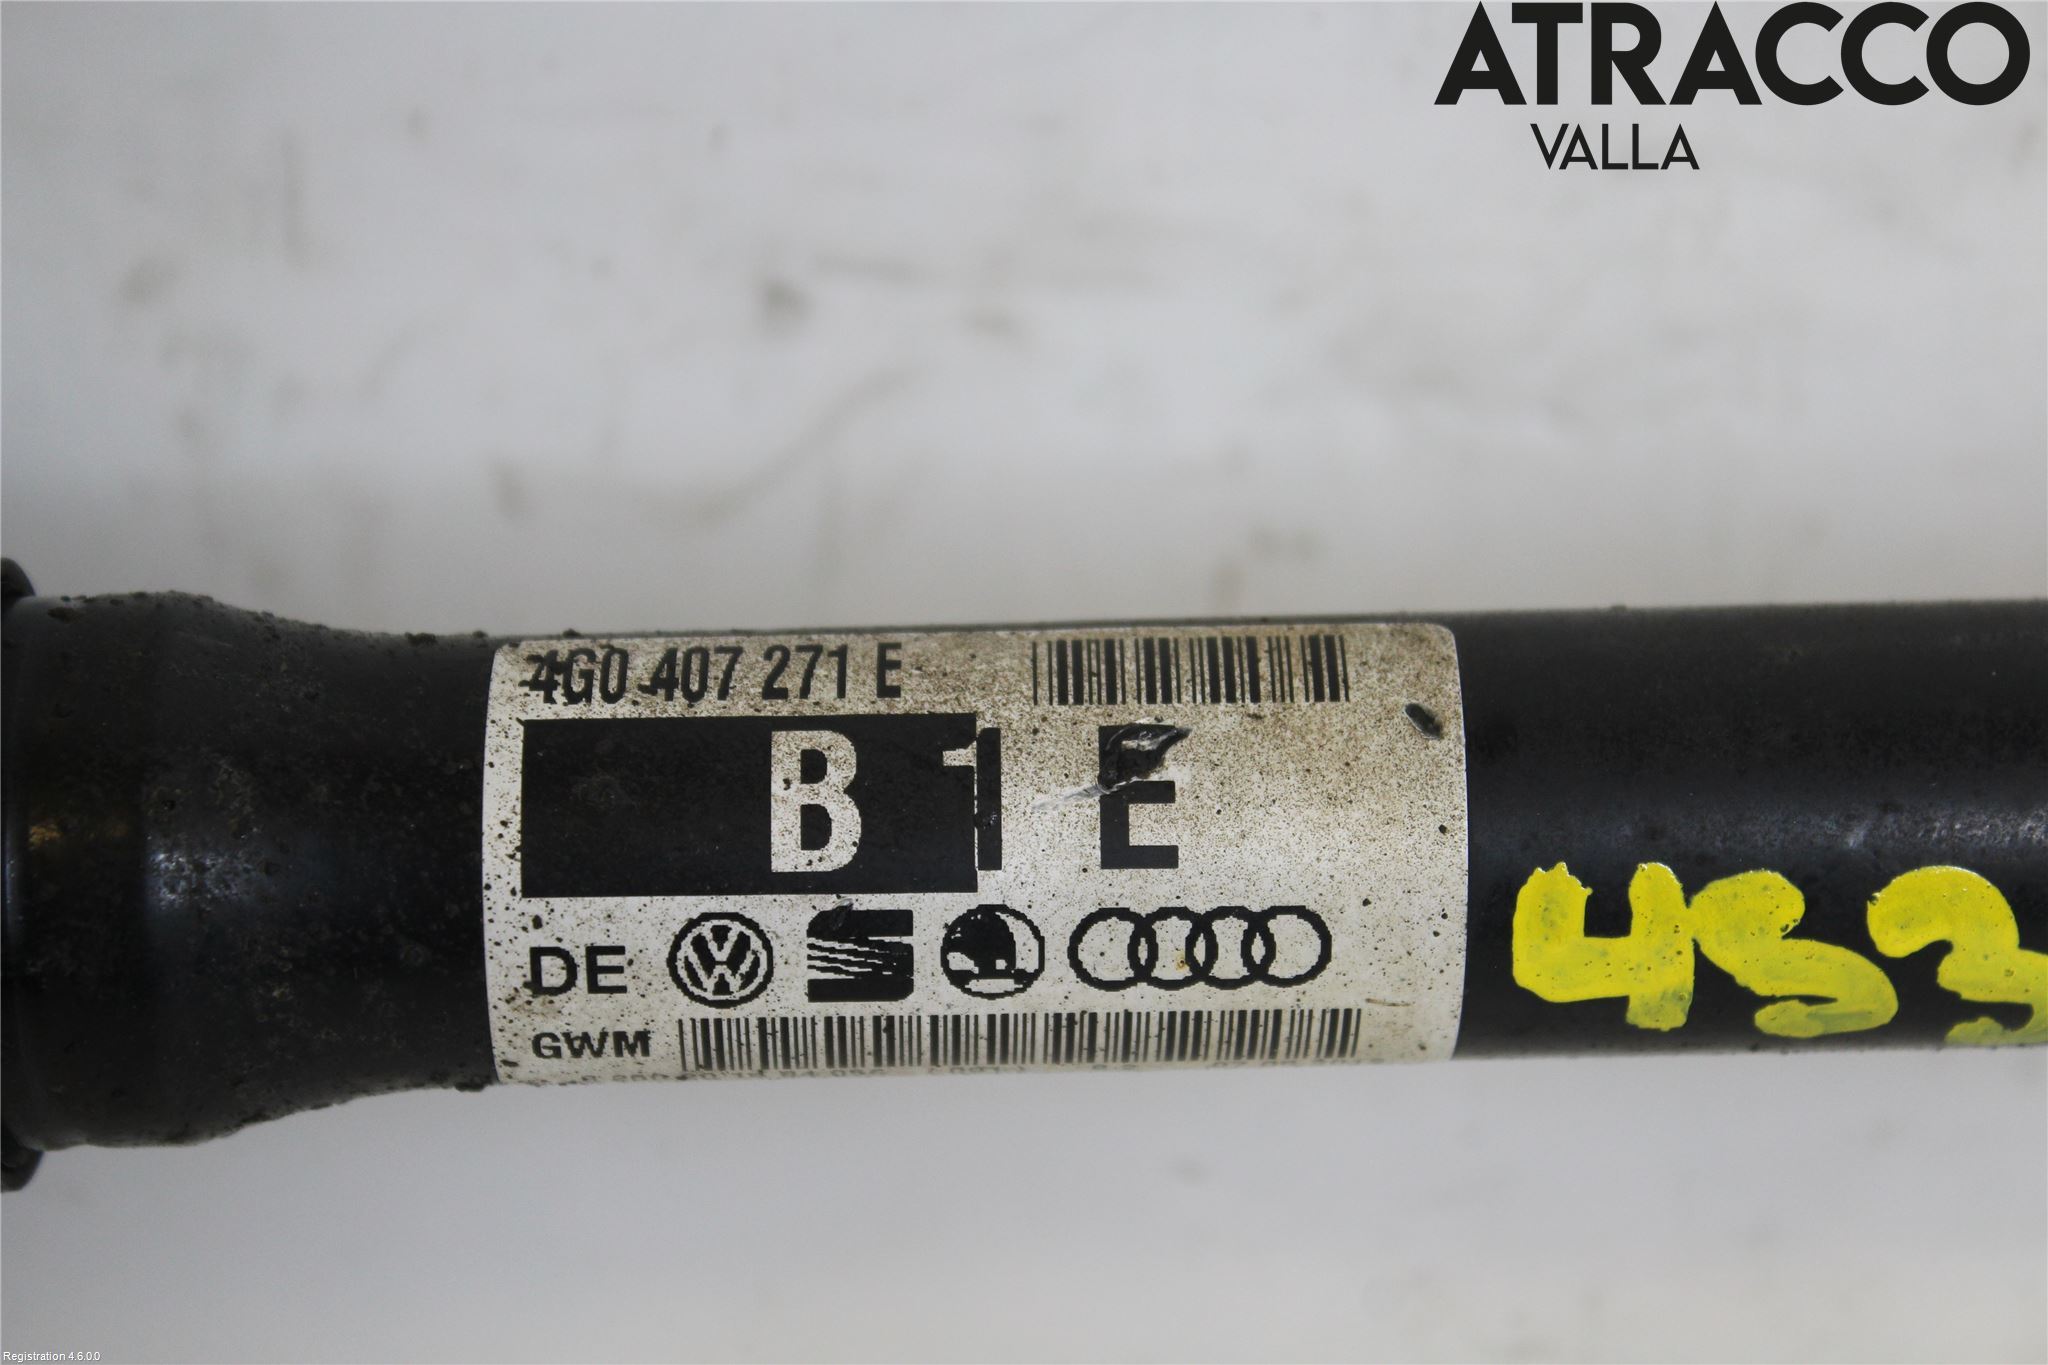 ATRACCO
VALLA
4G0 407 271 E
B 1 E
DE
GWM
Registration 4.6.0.0